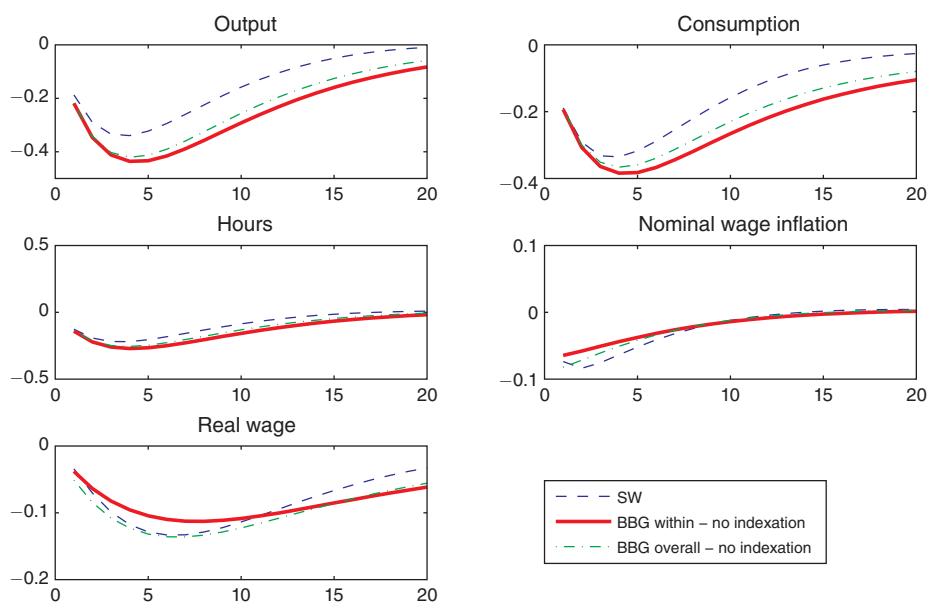 Output
0
−0.2
−0.4
0 5 10 15 20
Consumption
0
−0.2
−0.4
0 5 10 15 20
Hours
0.5
0
−0.5
0 5 10 15 20
Nominal wage inflation
0.1
0
−0.1
0 5 10 15 20
Real wage
0
−0.1
−0.2
0 5 10 15 20
SW
BBG within − no indexation
BBG overall − no indexation